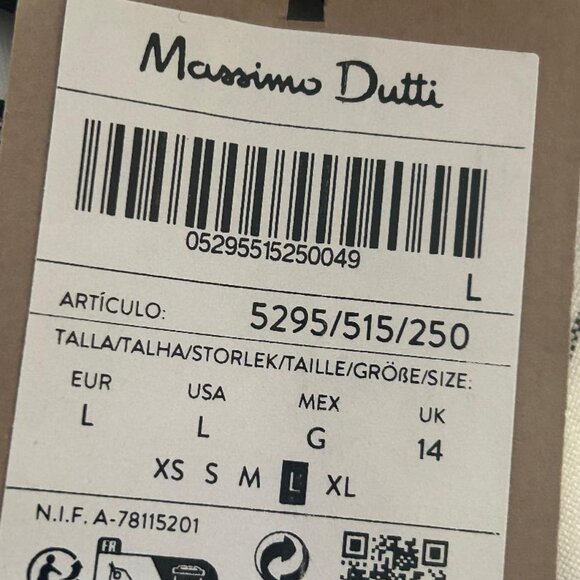 Massimo Dutti
05295515250049
L
ARTÍCULO: 5295/515/250
TALLA/TALHA/STORLEK/TAILLE/GRÖßE/SIZE:
EUR USA MEX UK
L L G 14
XS S M L XL
N.I.F. A-78115201
FR